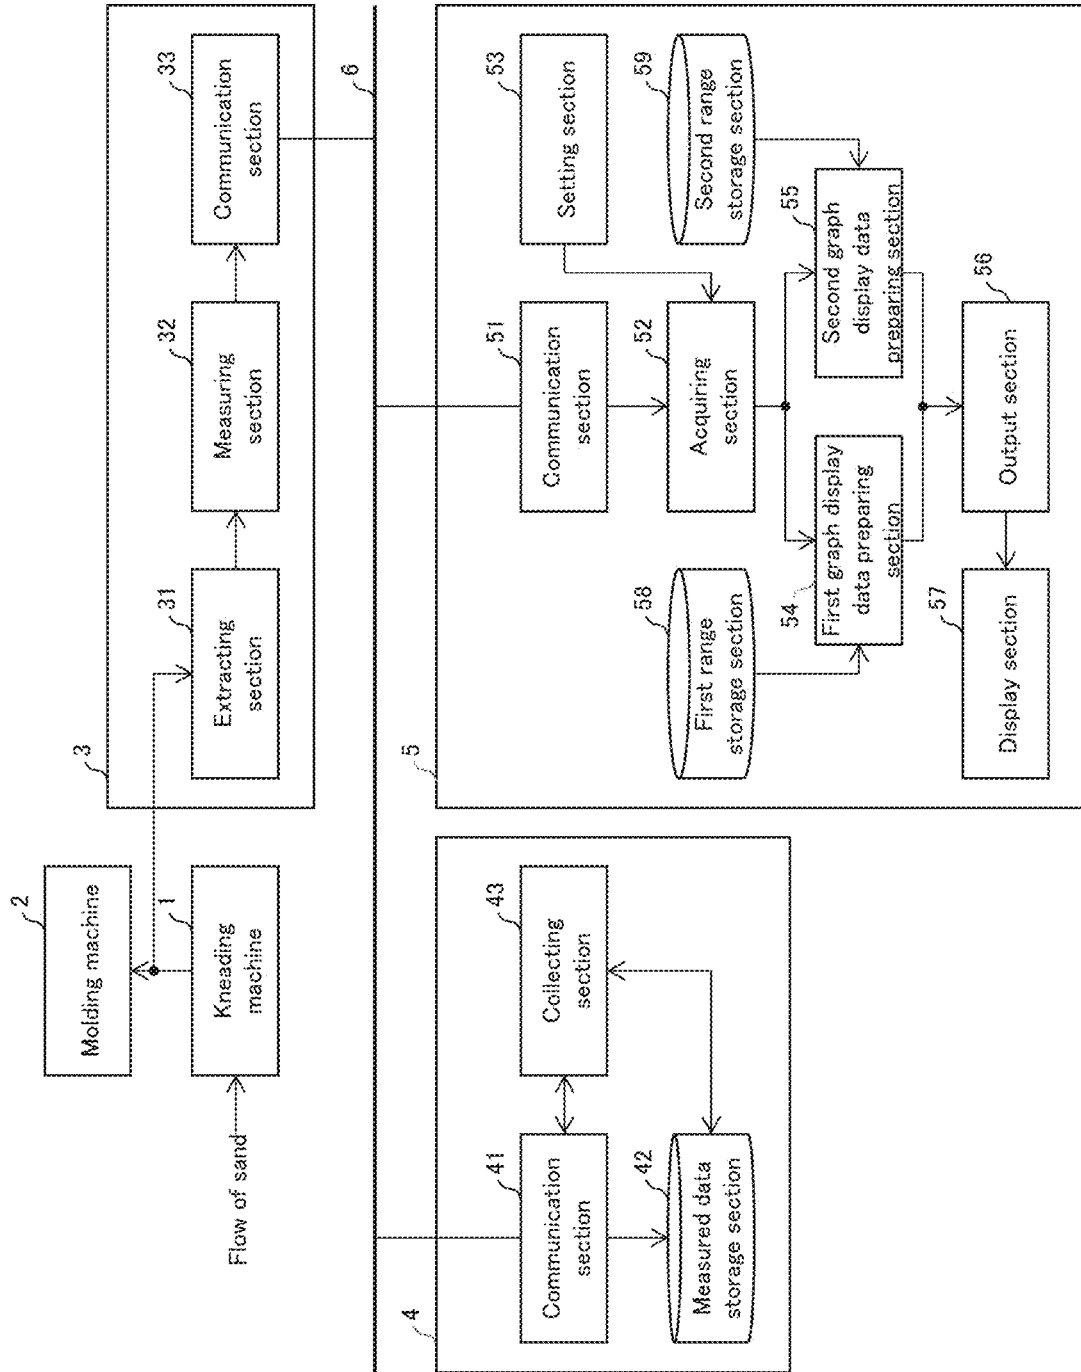 2
Molding machine
1
Kneading
machine
Flow of sand
3
31
Extracting
section
32
Measuring
section
33
Communication
section
6
4
41
Communication
section
43
Collecting
section
42
Measured data
storage section
5
51
Communication
section
53
Setting section
52
Acquiring
section
58
First range
storage section
59
Second range
storage section
54
First graph display
data preparing
section
55
Second graph
display data
preparing section
56
Output section
57
Display section